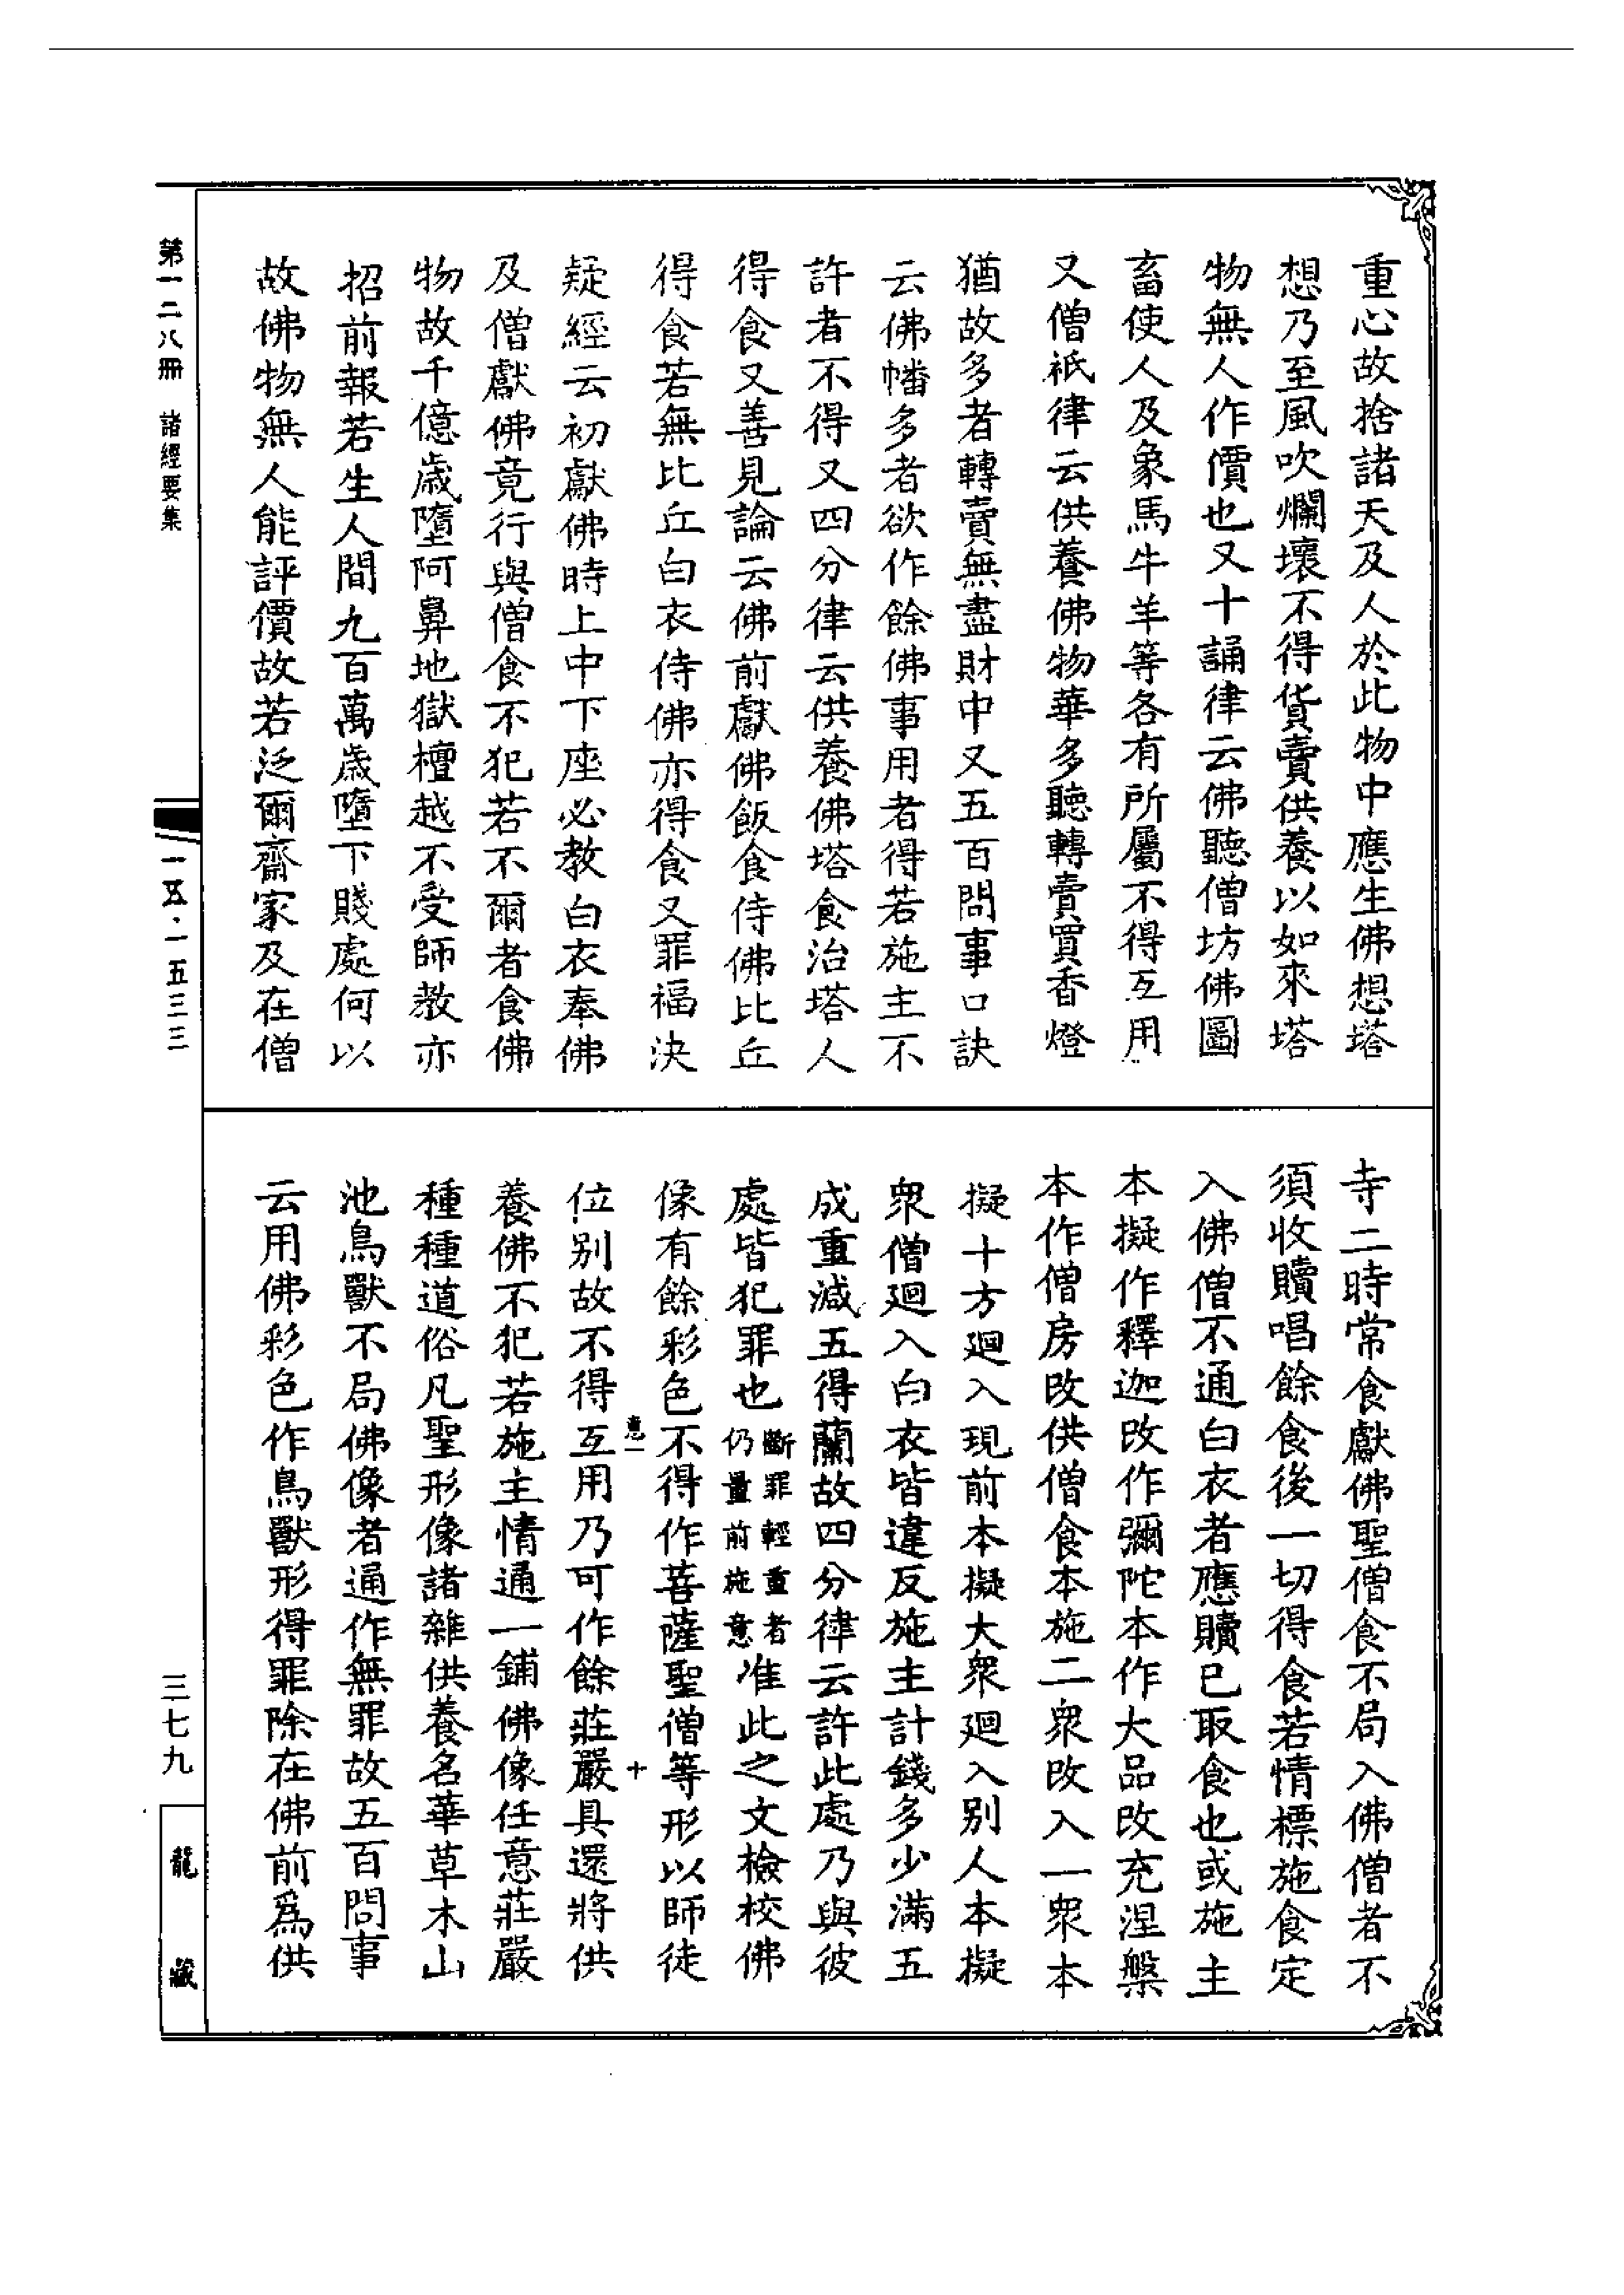 重心故捨諸天及人於此物中應生佛想塔
想乃至風吹爛壞不得貨賣供養以如來塔
物無人作價也又十誦律云佛聽僧坊佛圖
畜使人及象馬牛羊等各有所屬不得互用
又僧祇律云供養佛物華多聽轉賣買香燈
猶故多者轉賣無盡財中又五百問事口訣
云佛幡多者欲作餘佛事用者得若施主不
許者不得又四分律云供養佛塔食治塔人
得食又善見論云佛前獻佛飯食侍佛比丘
得食若無比丘白衣侍佛亦得食又罪福決
疑經云初獻佛時上中下座必教白衣奉佛
及僧獻佛竟行與僧食不犯若不爾者食佛
物故千億歲墮阿鼻地獄檀越不受師教亦
招前報若生人間九百萬歲墮下賤處何以
故佛物無人能評價故若泛爾齋家及在僧
寺二時常食獻佛聖僧食不局入佛僧者不
須收贖唱餘食後一切得食若情標施食定
入佛僧不通白衣者應贖已取食也或施主
本擬作釋迦改作彌陀本作大品改充涅槃
本作僧房改供僧食本施二眾改入一眾本
擬十方廻入現前本擬大眾廻入別人本擬
眾僧廻入白衣皆違反施主計錢多少滿五
成重減五得蘭故四分律云許此處乃與彼
處皆犯罪也斷罪輕重者仍量前施意准此之文檢校佛
像有餘彩色不得作菩薩聖僧等形以師徒
意一
十
位別故不得互用乃可作餘莊嚴具還將供
養佛不犯若施主情通一鋪佛像任意莊嚴
種種道俗凡聖形像諸雜供養名華草木山
池鳥獸不局佛像者通作無罪故五百問事
云用佛彩色作鳥獸形得罪除在佛前為供
第一二八冊 諸經要集
一五·一五三三
三七九
龍藏